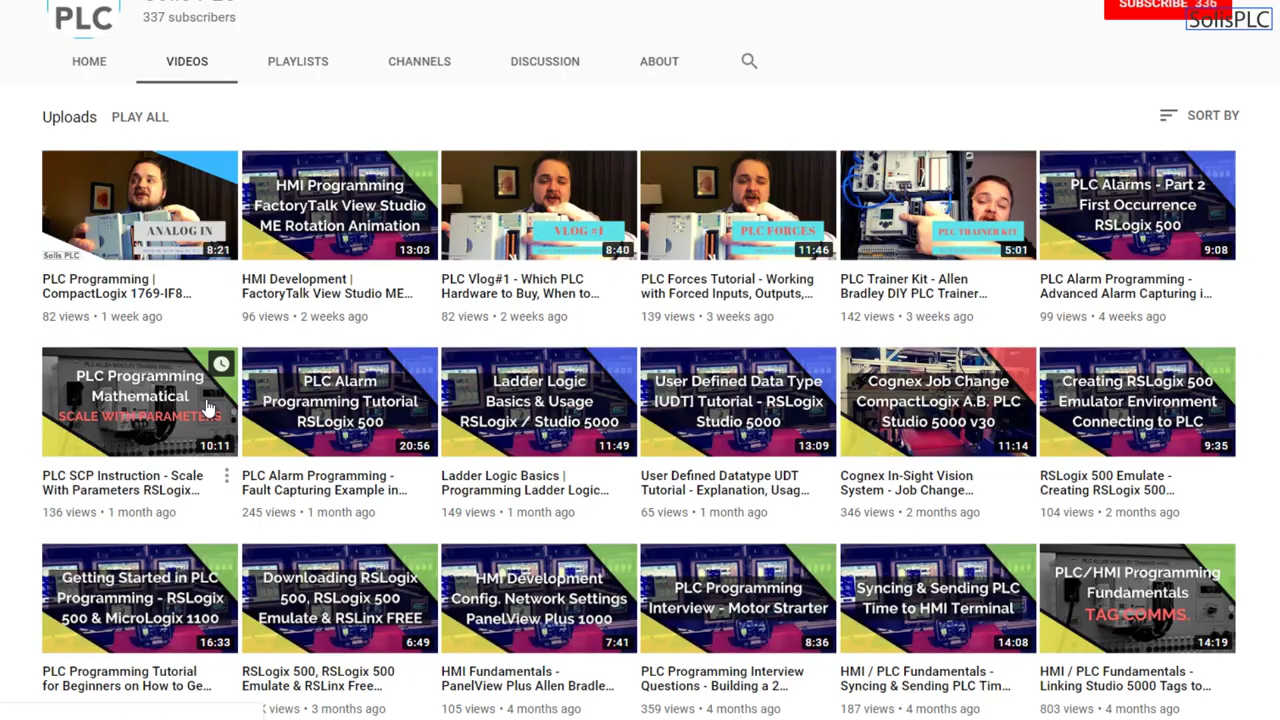 PLC
337 subscribers
SUBSCRIBE 336
SolisPLC
HOME
VIDEOS
PLAYLISTS
CHANNELS
DISCUSSION
ABOUT
Uploads PLAY ALL
SORT BY
ANALOG IN
Solis PLC
8:21
PLC Programming |
CompactLogix 1769-IF8...
82 views • 1 week ago
HMI Programming
FactoryTalk View Studio
ME Rotation Animation
13:03
HMI Development |
FactoryTalk View Studio ME...
96 views • 2 weeks ago
VLOG #1
8:40
PLC Vlog#1 - Which PLC
Hardware to Buy, When to...
82 views • 2 weeks ago
PLC FORCES
11:46
PLC Forces Tutorial - Working
with Forced Inputs, Outputs,...
139 views • 3 weeks ago
PLC TRAINER KIT
5:01
PLC Trainer Kit - Allen
Bradley DIY PLC Trainer...
142 views • 3 weeks ago
PLC Alarms - Part 2
First Occurrence
RSLogix 500
9:08
PLC Alarm Programming -
Advanced Alarm Capturing i...
99 views • 4 weeks ago
PLC Programming
Mathematical
SCALE WITH PARAMETERS
10:11
PLC SCP Instruction - Scale
With Parameters RSLogix...
136 views • 1 month ago
PLC Alarm
Programming Tutorial
RSLogix 500
20:56
PLC Alarm Programming -
Fault Capturing Example in...
245 views • 1 month ago
Ladder Logic
Basics & Usage
RSLogix / Studio 5000
11:49
Ladder Logic Basics |
Programming Ladder Logic...
149 views • 1 month ago
User Defined Data Type
[UDT] Tutorial - RSLogix
Studio 5000
13:09
User Defined Datatype UDT
Tutorial - Explanation, Usag...
65 views • 1 month ago
Cognex Job Change
CompactLogix A.B. PLC
Studio 5000 v30
11:14
Cognex In-Sight Vision
System - Job Change...
346 views • 2 months ago
Creating RSLogix 500
Emulator Environment
Connecting to PLC
9:35
RSLogix 500 Emulate -
Creating RSLogix 500...
104 views • 2 months ago
Getting Started in PLC
Programming - RSLogix
500 & MicroLogix 1100
16:33
PLC Programming Tutorial
for Beginners on How to Ge...
Downloading RSLogix
500, RSLogix 500
Emulate & RSLinx FREE
6:49
RSLogix 500, RSLogix 500
Emulate & RSLinx Free...
views • 3 months ago
HMI Development
Config. Network Settings
PanelView Plus 1000
7:41
HMI Fundamentals -
PanelView Plus Allen Bradle...
105 views • 4 months ago
PLC Programming
Interview - Motor Starter
8:36
PLC Programming Interview
Questions - Building a 2...
359 views • 4 months ago
Syncing & Sending PLC
Time to HMI Terminal
14:08
HMI / PLC Fundamentals -
Syncing & Sending PLC Tim...
187 views • 4 months ago
PLC/HMI Programming
Fundamentals
TAG COMMS.
14:19
HMI / PLC Fundamentals -
Linking Studio 5000 Tags to...
803 views • 4 months ago